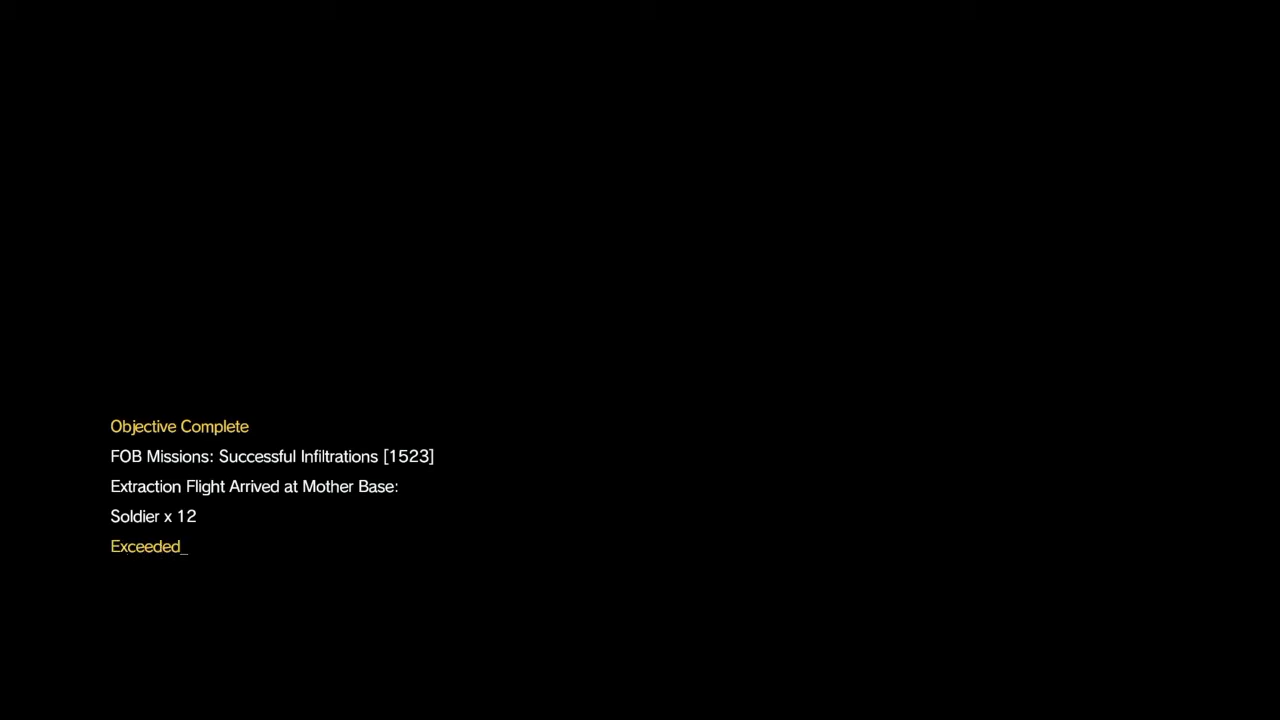 Objective Complete
FOB Missions: Successful Infiltrations [1523]
Extraction Flight Arrived at Mother Base:
Soldier x 12
Exceeded_